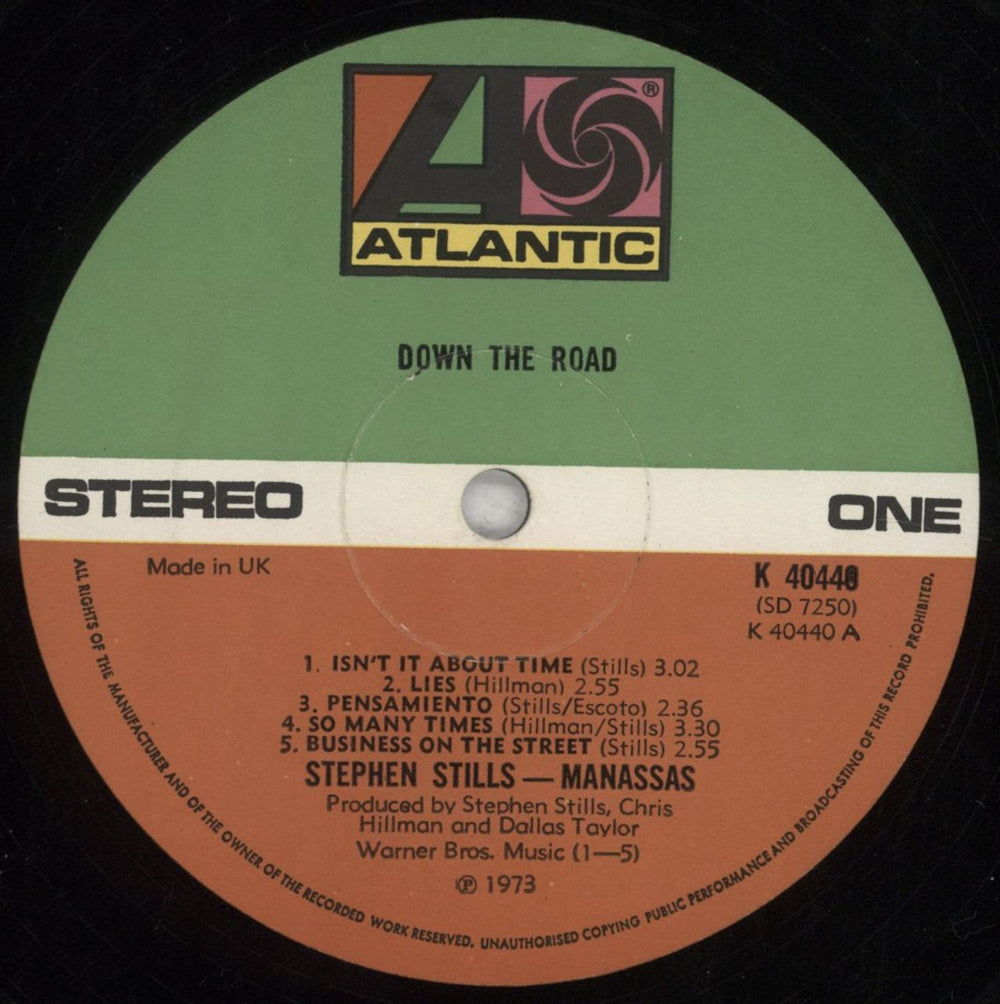 ®
ATLANTIC
DOWN THE ROAD
STEREO
ONE
Made in UK
K 40440
(SD 7250)
K 40440 A
1. ISN'T IT ABOUT TIME (Stills) 3.02
2. LIES (Hillman) 2.55
3. PENSAMIENTO (Stills/Escoto) 2.36
4. SO MANY TIMES (Hillman/Stills) 3.30
5. BUSINESS ON THE STREET (Stills) 2.55
STEPHEN STILLS — MANASSAS
Produced by Stephen Stills, Chris
Hillman and Dallas Taylor
Warner Bros. Music (1—5)
℗ 1973
ALL RIGHTS OF THE MANUFACTURER AND OF THE OWNER OF THE RECORDED WORK RESERVED. UNAUTHORISED COPYING PUBLIC PERFORMANCE AND BROADCASTING OF THIS RECORD PROHIBITED.